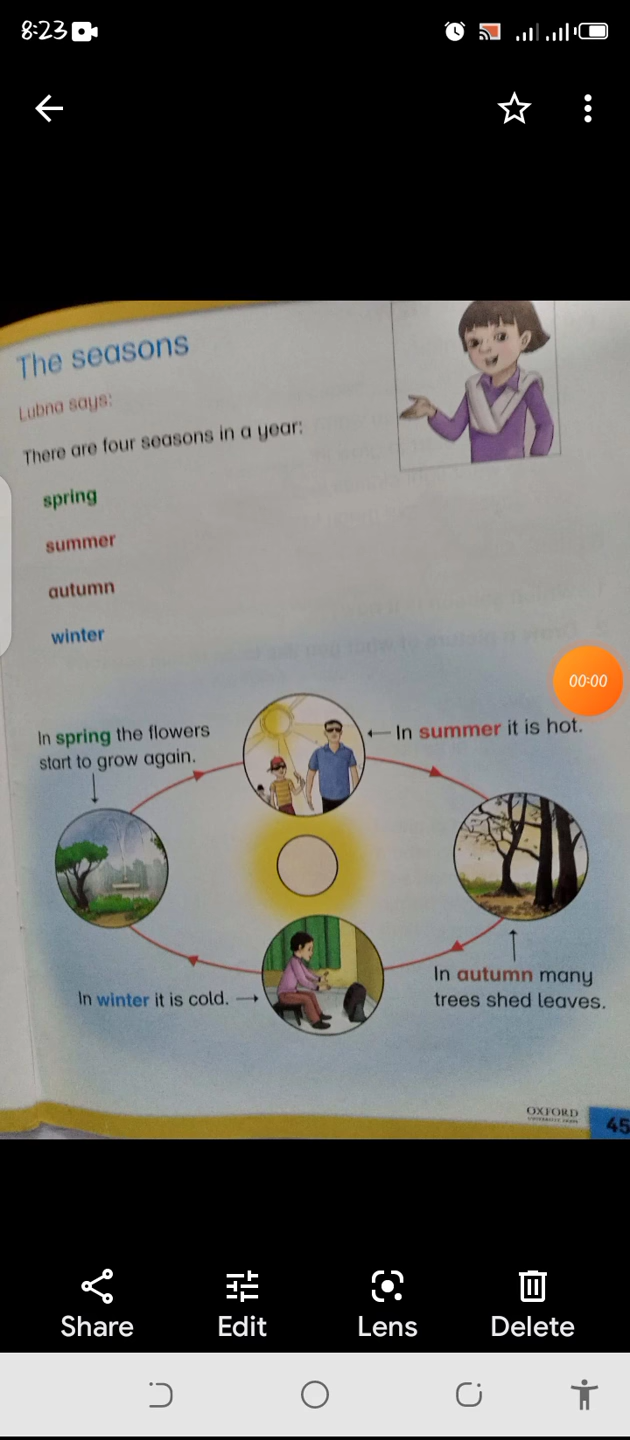 8:23
The seasons
Lubna says:
There are four seasons in a year:
spring
summer
autumn
winter
00:00
In spring the flowers
start to grow again.
In summer it is hot.
In autumn many
trees shed leaves.
In winter it is cold.
OXFORD
UNIVERSITY PRESS
45
Share
Edit
Lens
Delete